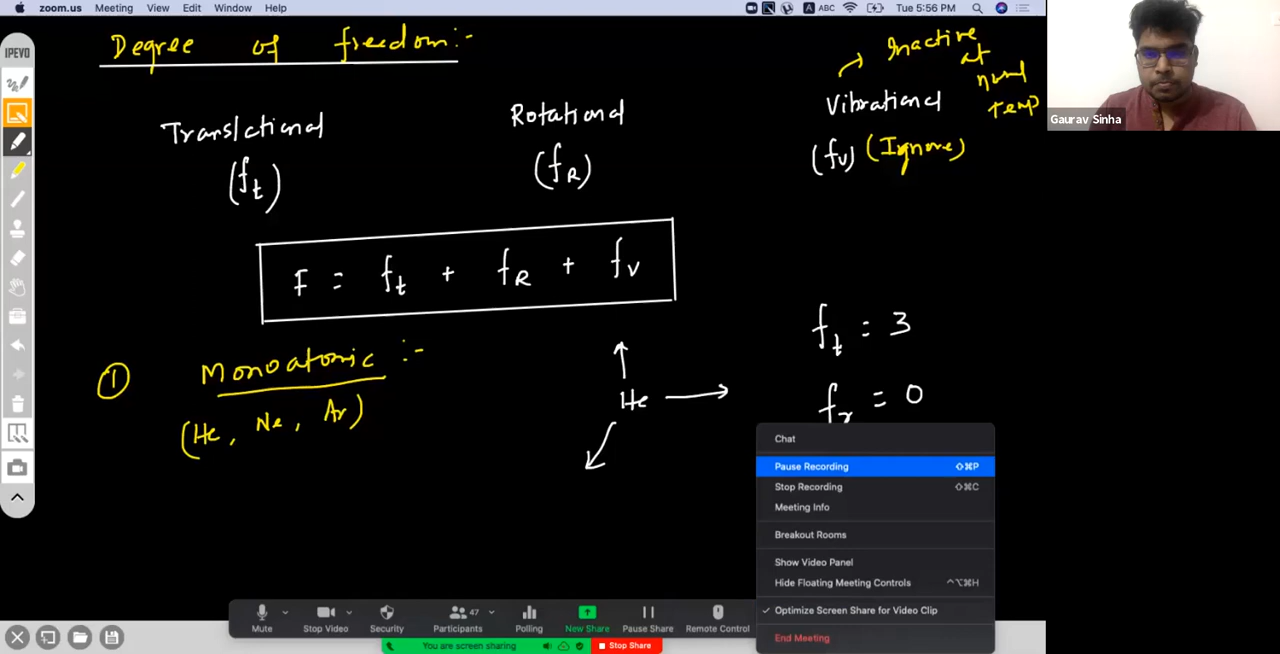 zoom.us Meeting View Edit Window Help
A ABC Tue 5:56 PM
IPEVO
Degree of freedom:-
Inactive
at
temp
Translational
(ft)
Rotational
(fR)
Vibrational
(fv) (Ignore)
Gaurav Sinha
F = ft + fR + fv
① Monoatomic :-
(He, Ne, Ar)
He
ft = 3
fr = 0
Chat
Pause Recording ⇧⌘P
Stop Recording ⇧⌘C
Meeting Info
Breakout Rooms
Show Video Panel
Hide Floating Meeting Controls ^⌥⌘H
✓ Optimize Screen Share for Video Clip
End Meeting
47
Mute Stop Video Security Participants Polling New Share Pause Share Remote Control
You are screen sharing Stop Share